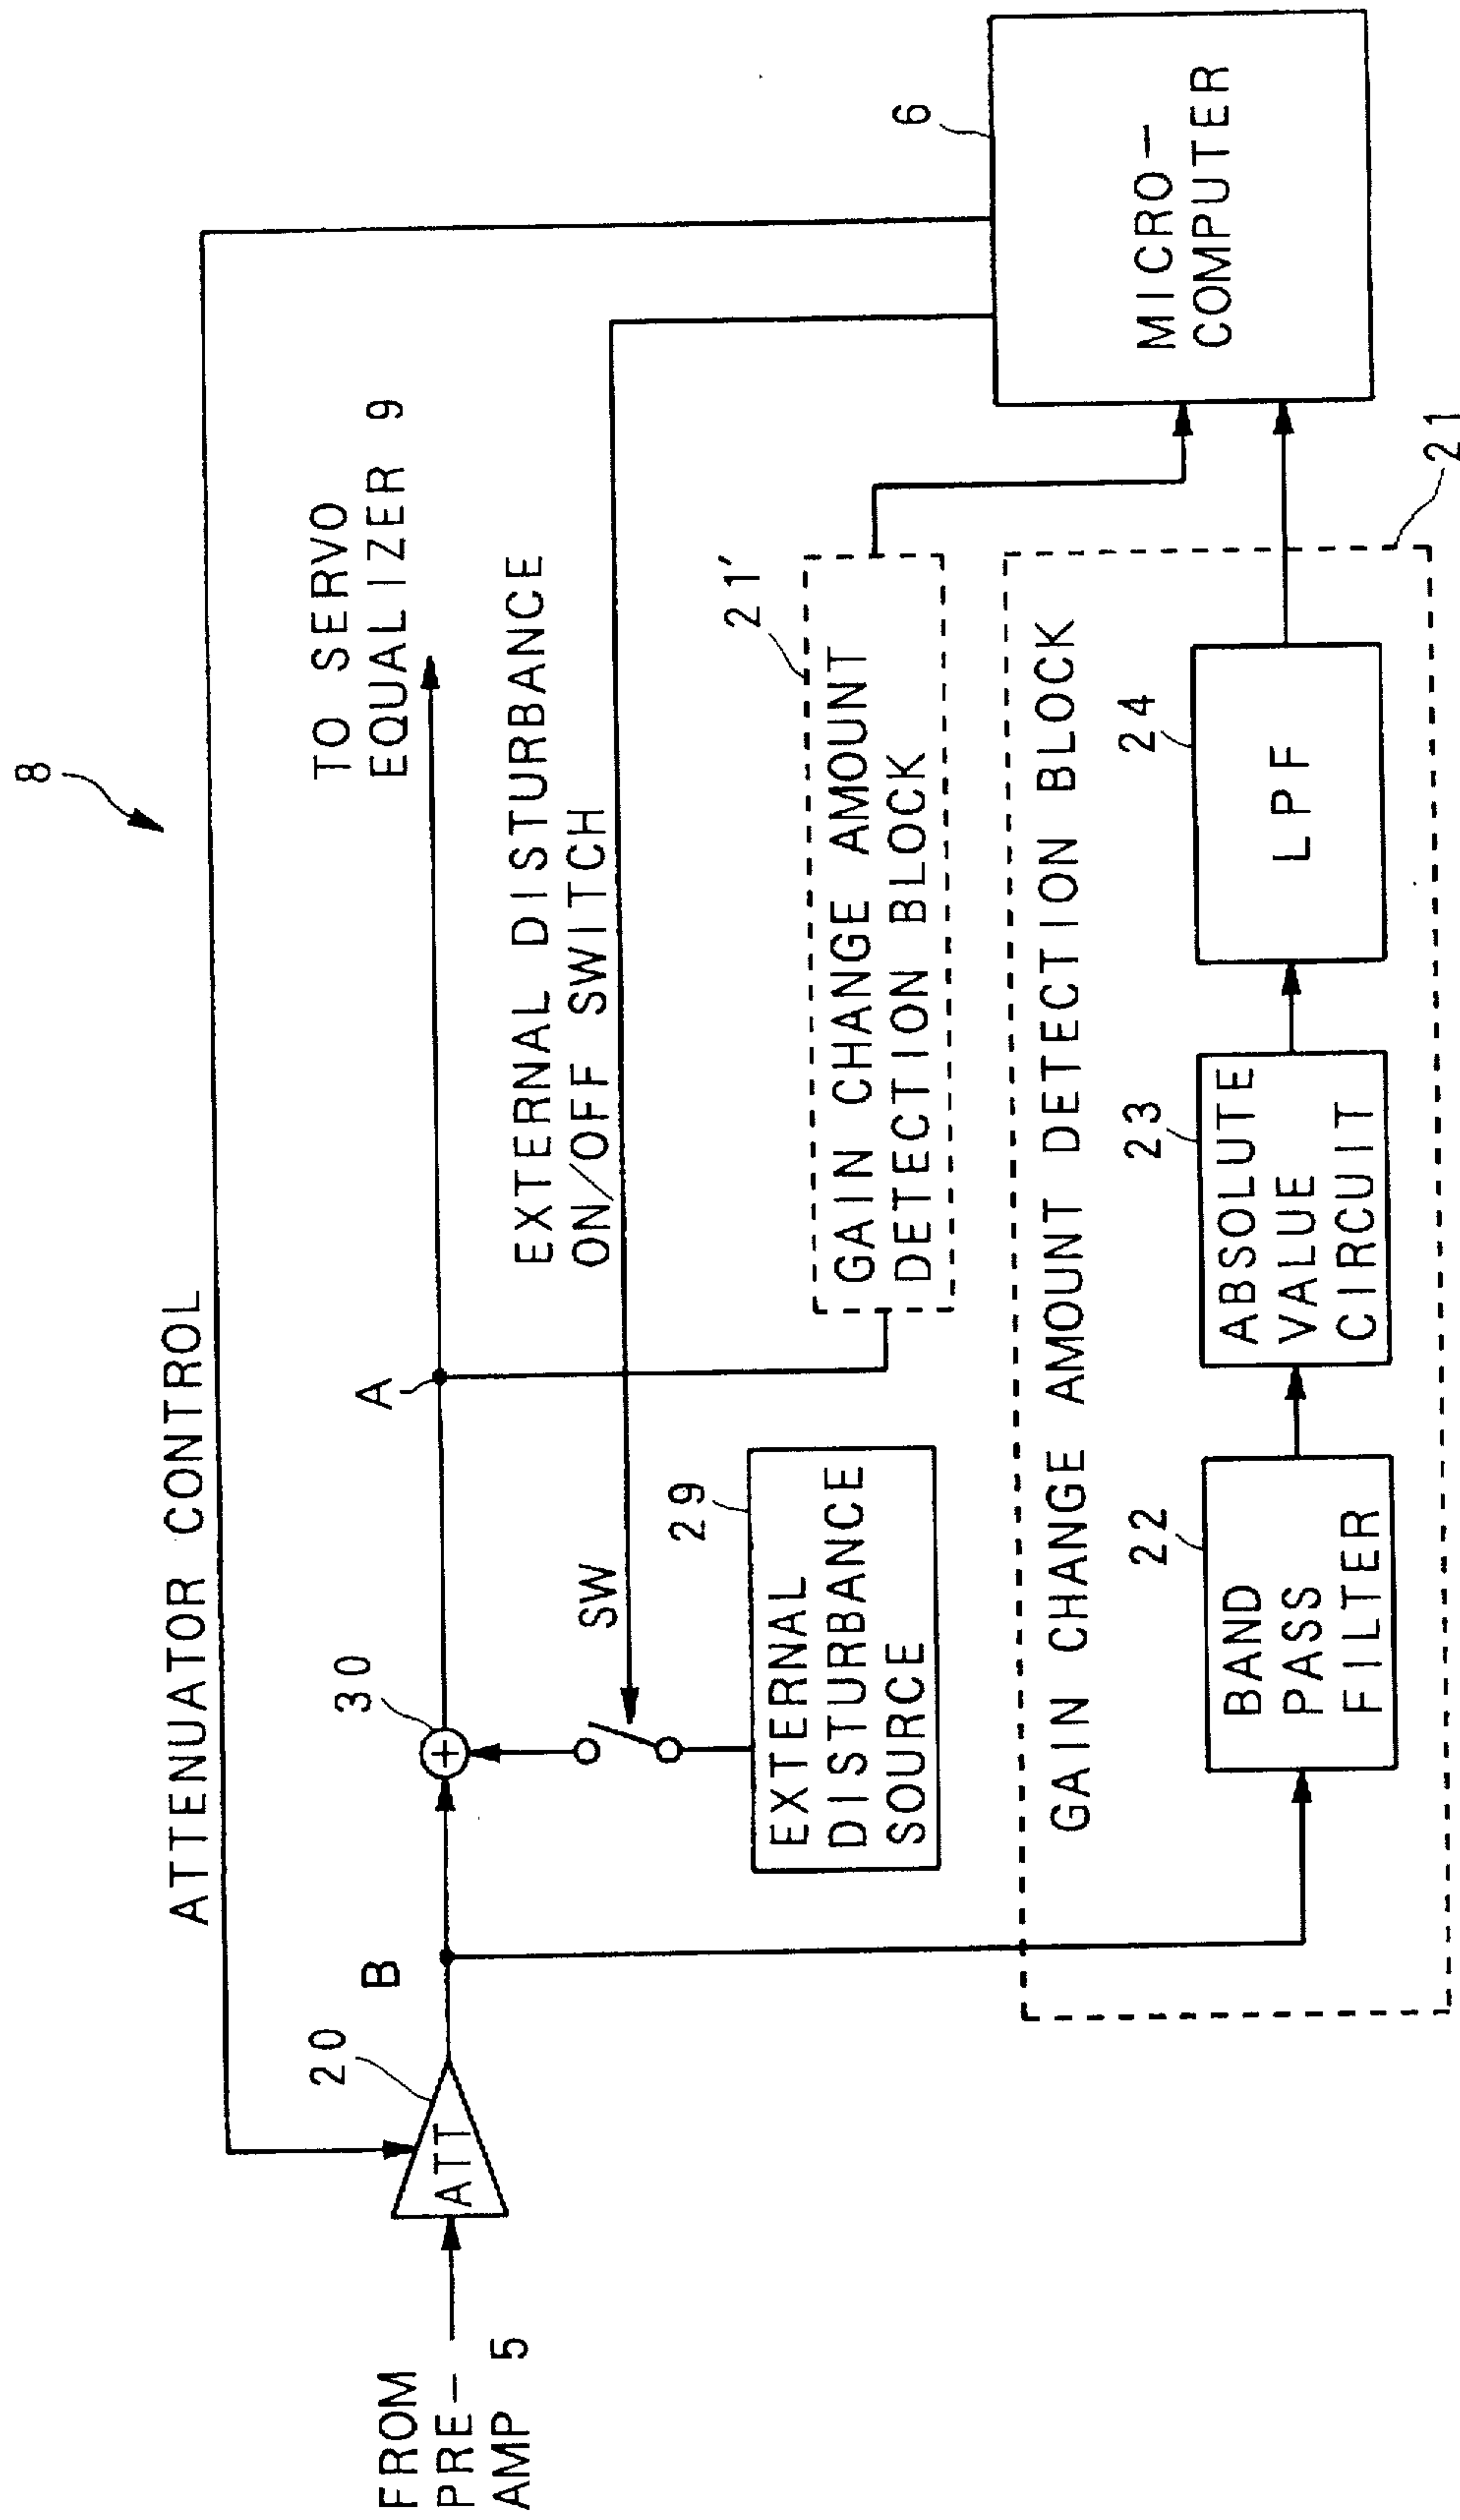 8
ATTENUATOR CONTROL
TO SERVO
EQUALIZER 9
EXTERNAL DISTURBANCE
ON/OFF SWITCH
FROM
PRE-
AMP 5
20
ATT
B
30
+
A
SW
29
EXTERNAL
DISTURBANCE
SOURCE
21'
GAIN CHANGE AMOUNT
DETECTION BLOCK
6
MICRO-
COMPUTER
GAIN CHANGE AMOUNT DETECTION BLOCK
21
22
BAND
PASS
FILTER
23
ABSOLUTE
VALUE
CIRCUIT
24
LPF